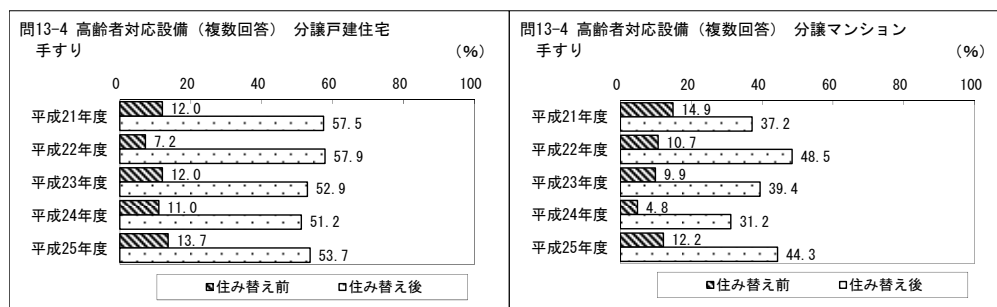 問13-4 高齢者対応設備（複数回答） 分譲戸建住宅
手すり
（%）
0 20 40 60 80 100
平成21年度 12.0 57.5
平成22年度 7.2 57.9
平成23年度 12.0 52.9
平成24年度 11.0 51.2
平成25年度 13.7 53.7
住み替え前 住み替え後
問13-4 高齢者対応設備（複数回答） 分譲マンション
手すり
（%）
0 20 40 60 80 100
平成21年度 14.9 37.2
平成22年度 10.7 48.5
平成23年度 9.9 39.4
平成24年度 4.8 31.2
平成25年度 12.2 44.3
住み替え前 住み替え後